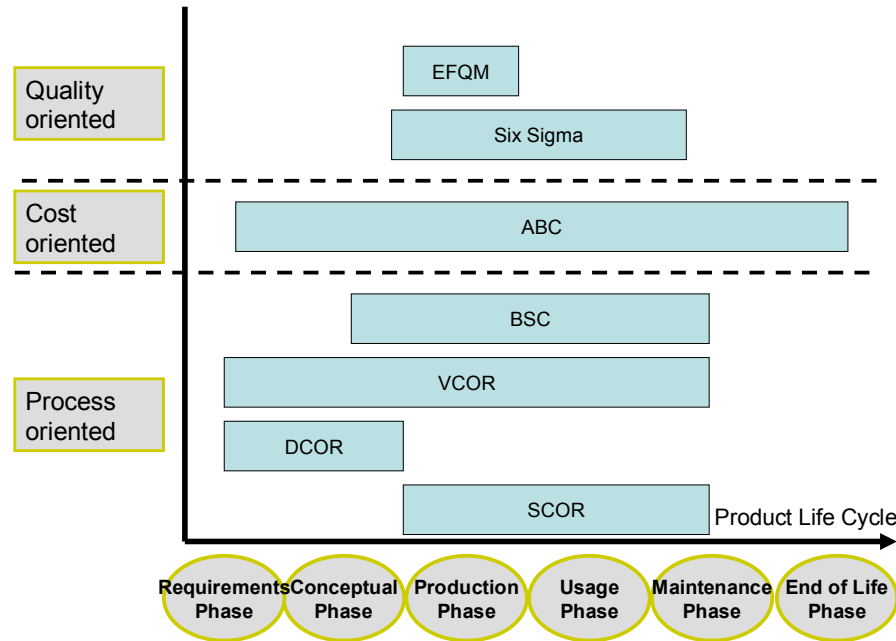 EFQM
Quality
oriented
Six Sigma
Cost
oriented
ABC
BSC
VCOR
Process
oriented
DCOR
SCOR
Product Life Cycle
Requirements
Phase
Conceptual
Phase
Production
Phase
Usage
Phase
Maintenance
Phase
End of Life
Phase